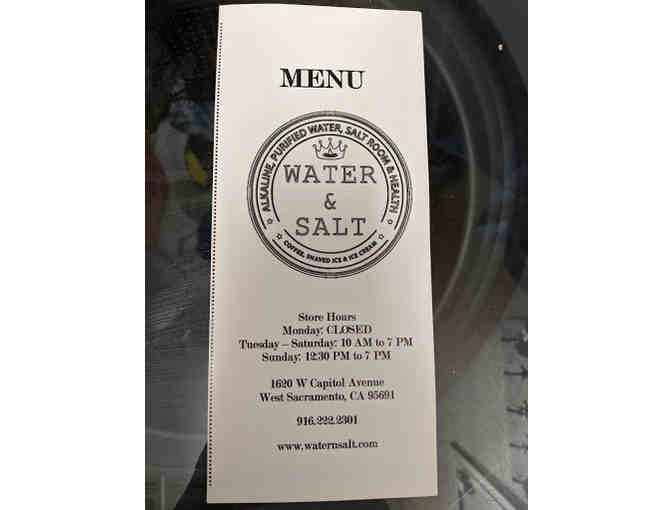 MENU
ALKALINE, PURIFIED WATER, SALT ROOM & HEALTH
WATER
&
SALT
COFFEE, SHAVED ICE & ICE CREAM
Store Hours
Monday: CLOSED
Tuesday – Saturday: 10 AM to 7 PM
Sunday: 12:30 PM to 7 PM
1620 W Capitol Avenue
West Sacramento, CA 95691
916.222.2301
www.waternsalt.com